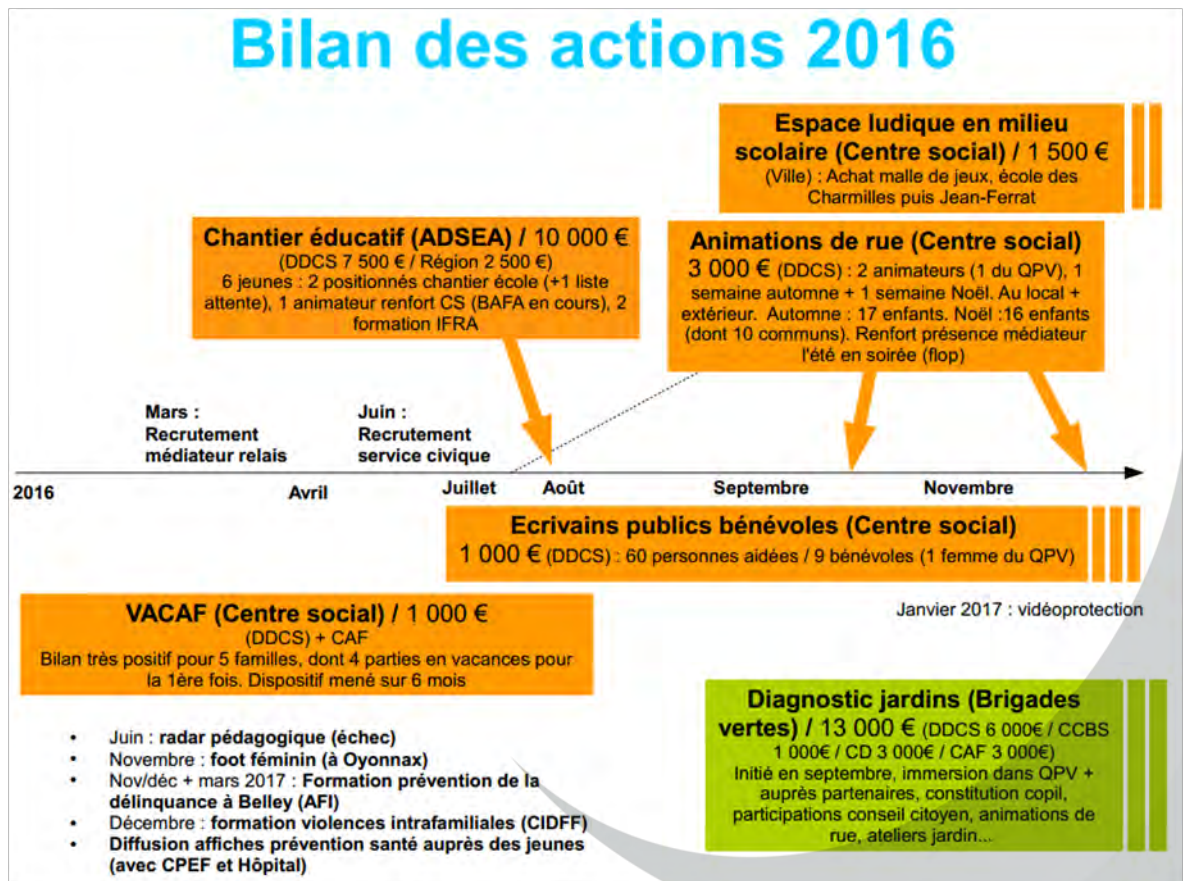 Bilan des actions 2016
Espace ludique en milieu
scolaire (Centre social) / 1 500 €
(Ville) : Achat malle de jeux, école des
Charmilles puis Jean-Ferrat
Chantier éducatif (ADSEA) / 10 000 €
(DDCS 7 500 € / Région 2 500 €)
6 jeunes : 2 positionnés chantier école (+1 liste
attente), 1 animateur renfort CS (BAFA en cours), 2
formation IFRA
Animations de rue (Centre social)
3 000 € (DDCS) : 2 animateurs (1 du QPV), 1
semaine automne + 1 semaine Noël. Au local +
extérieur. Automne : 17 enfants. Noël :16 enfants
(dont 10 communs). Renfort présence médiateur
l'été en soirée (flop)
Mars :
Recrutement
médiateur relais
Juin :
Recrutement
service civique
2016 Avril Juillet Août Septembre Novembre
Ecrivains publics bénévoles (Centre social)
1 000 € (DDCS) : 60 personnes aidées / 9 bénévoles (1 femme du QPV)
Janvier 2017 : vidéoprotection
VACAF (Centre social) / 1 000 €
(DDCS) + CAF
Bilan très positif pour 5 familles, dont 4 parties en vacances pour
la 1ère fois. Dispositif mené sur 6 mois
• Juin : radar pédagogique (échec)
• Novembre : foot féminin (à Oyonnax)
• Nov/déc + mars 2017 : Formation prévention de la
délinquance à Belley (AFI)
• Décembre : formation violences intrafamiliales (CIDFF)
• Diffusion affiches prévention santé auprès des jeunes
(avec CPEF et Hôpital)
Diagnostic jardins (Brigades
vertes) / 13 000 € (DDCS 6 000€ / CCBS
1 000€ / CD 3 000€ / CAF 3 000€)
Initié en septembre, immersion dans QPV +
auprès partenaires, constitution copil,
participations conseil citoyen, animations de
rue, ateliers jardin...